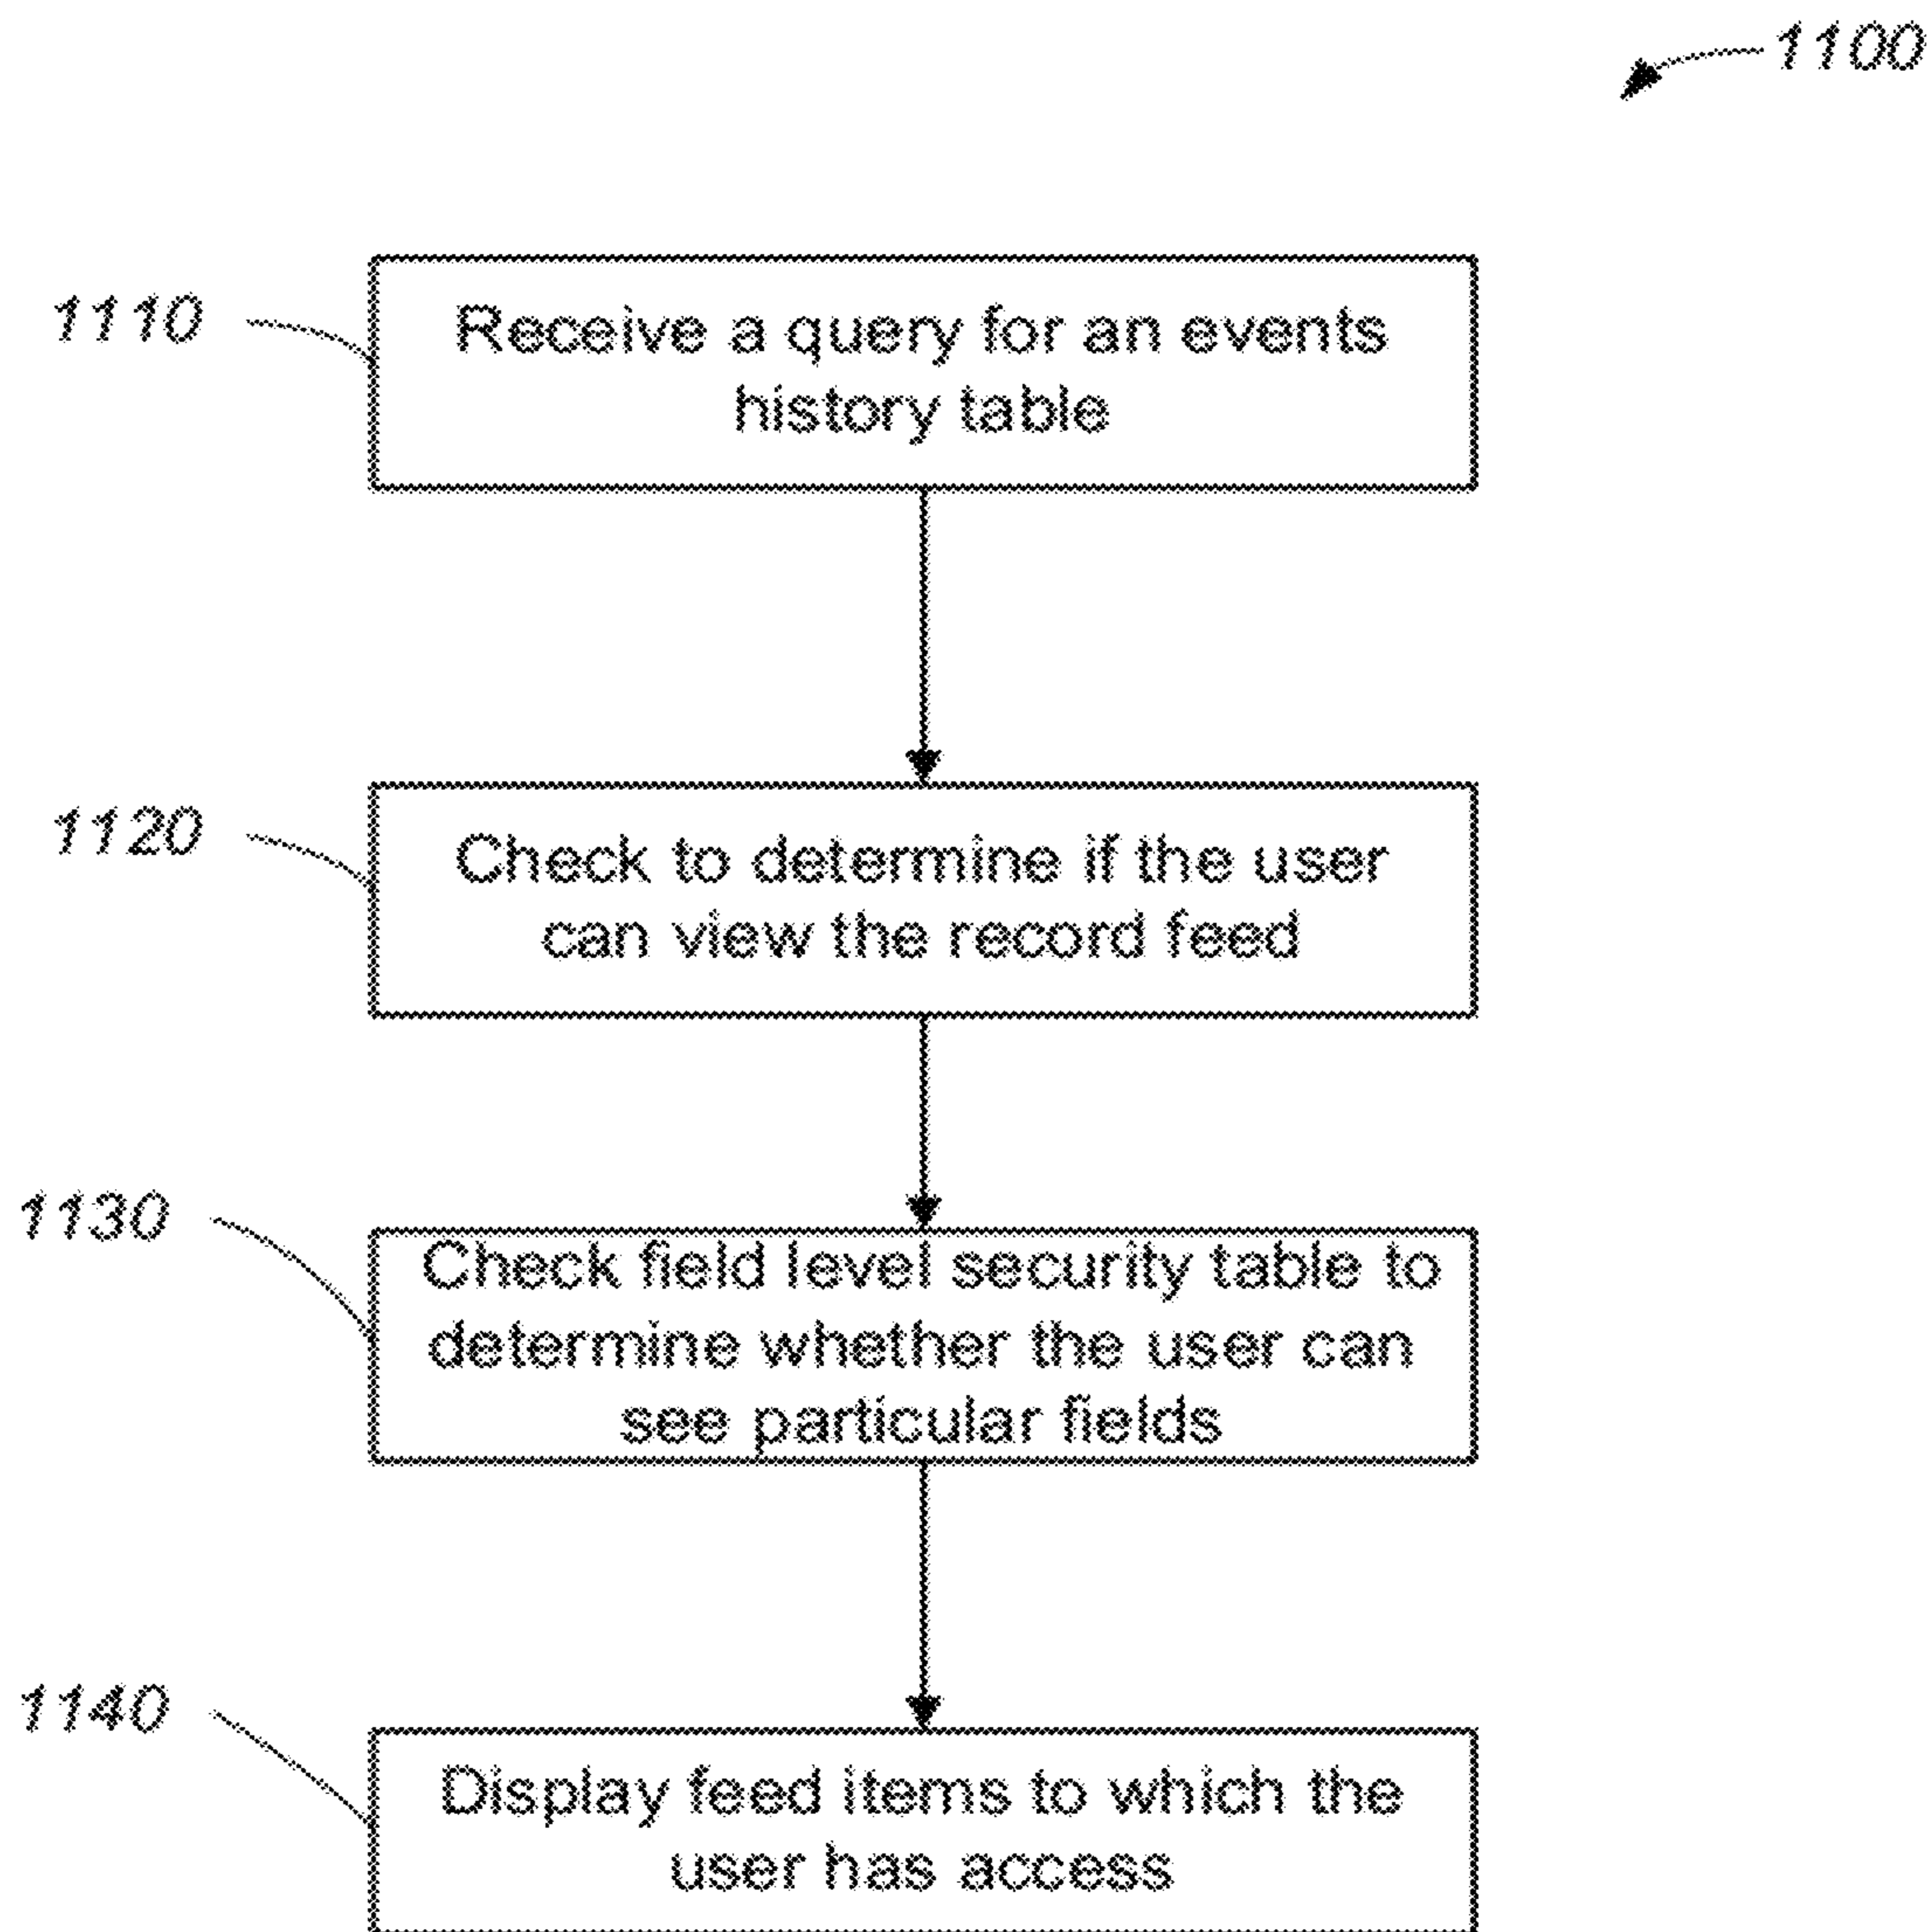 1100
1110
Receive a query for an events
history table
1120
Check to determine if the user
can view the record feed
1130
Check field level security table to
determine whether the user can
see particular fields
1140
Display feed items to which the
user has access